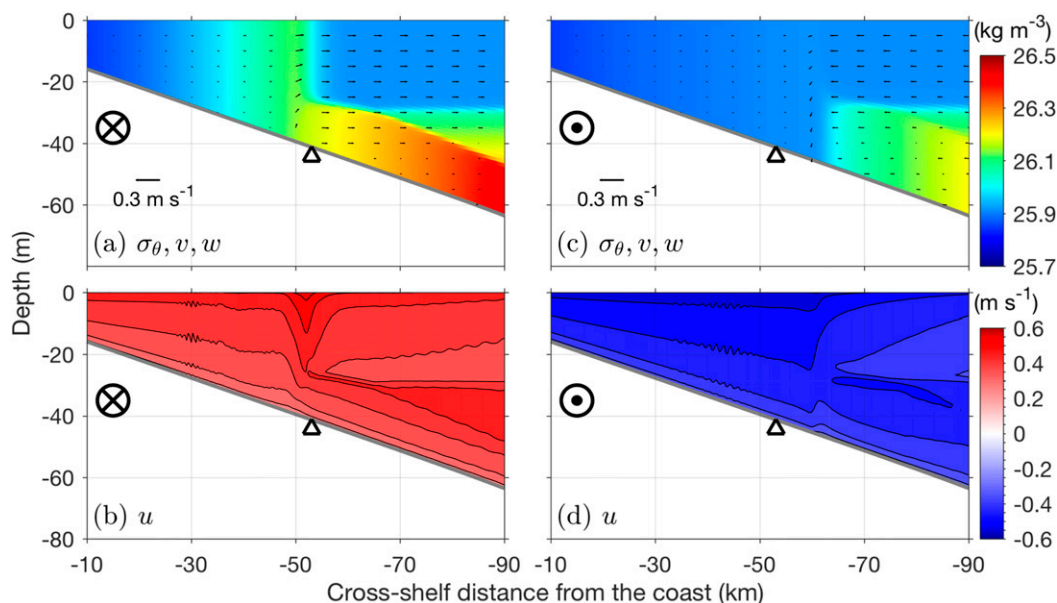 0
-20
-40
-60
0.3 m s-1
(a) σθ, v, w
0.3 m s-1
(c) σθ, v, w
(kg m-3)
26.5
26.3
26.1
25.9
25.7
Depth (m)
0
-20
-40
-60
-80
(b) u
(d) u
(m s-1)
0.6
0.4
0.2
0
-0.2
-0.4
-0.6
-10 -30 -50 -70 -90
-10 -30 -50 -70 -90
Cross-shelf distance from the coast (km)